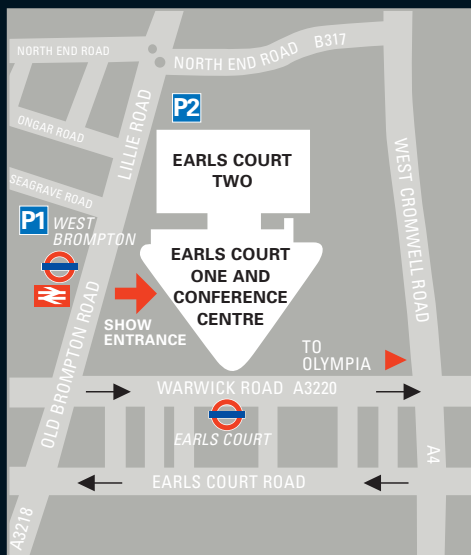 NORTH END ROAD
B317
NORTH END ROAD
P2
ONGAR ROAD
LILLIE ROAD
EARLS COURT
TWO
WEST CROMWELL ROAD
SEAGRAVE ROAD
P1
WEST
BROMPTON
EARLS COURT
ONE AND
CONFERENCE
CENTRE
SHOW
ENTRANCE
OLD BROMPTON ROAD
TO
OLYMPIA
WARWICK ROAD A3220
EARLS COURT
A4
EARLS COURT ROAD
A3218